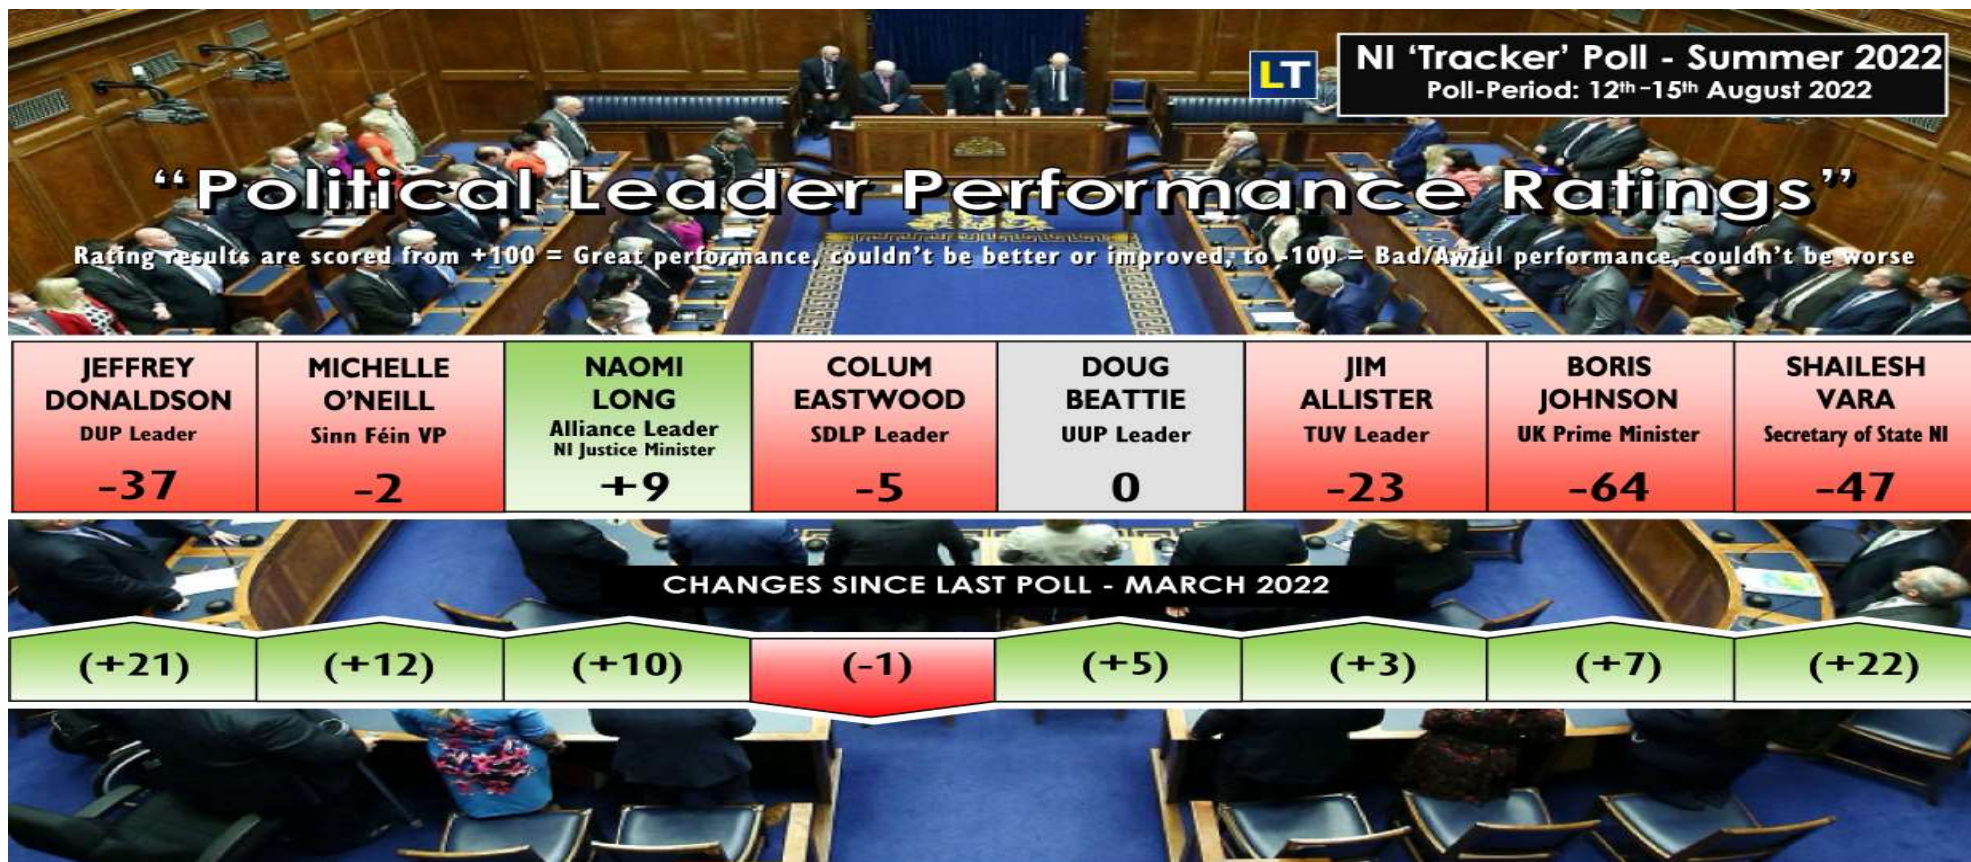 LT
NI ‘Tracker’ Poll - Summer 2022
Poll-Period: 12th -15th August 2022
“Political Leader Performance Ratings”
Rating results are scored from +100 = Great performance, couldn’t be better or improved, to -100 = Bad/Awful performance, couldn’t be worse
JEFFREY
DONALDSON
DUP Leader
-37
MICHELLE
O’NEILL
Sinn Féin VP
-2
NAOMI
LONG
Alliance Leader
NI Justice Minister
+9
COLUM
EASTWOOD
SDLP Leader
-5
DOUG
BEATTIE
UUP Leader
0
JIM
ALLISTER
TUV Leader
-23
BORIS
JOHNSON
UK Prime Minister
-64
SHAILESH
VARA
Secretary of State NI
-47
CHANGES SINCE LAST POLL - MARCH 2022
(+21)
(+12)
(+10)
(-1)
(+5)
(+3)
(+7)
(+22)